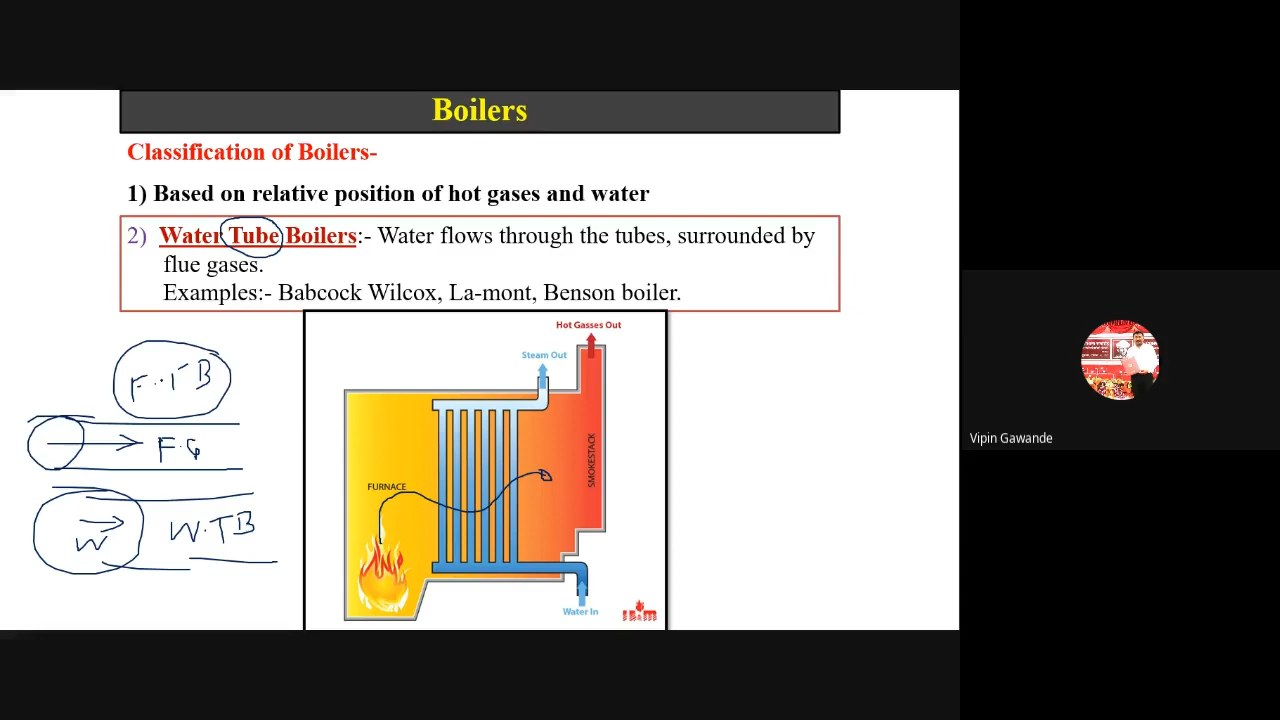 Boilers
Classification of Boilers-
1) Based on relative position of hot gases and water
2) Water Tube Boilers:- Water flows through the tubes, surrounded by
flue gases.
Examples:- Babcock Wilcox, La-mont, Benson boiler.
Hot Gasses Out
Steam Out
FURNACE
SMOKESTACK
Water In
F.T B
F.G
W
W.TB
Vipin Gawande